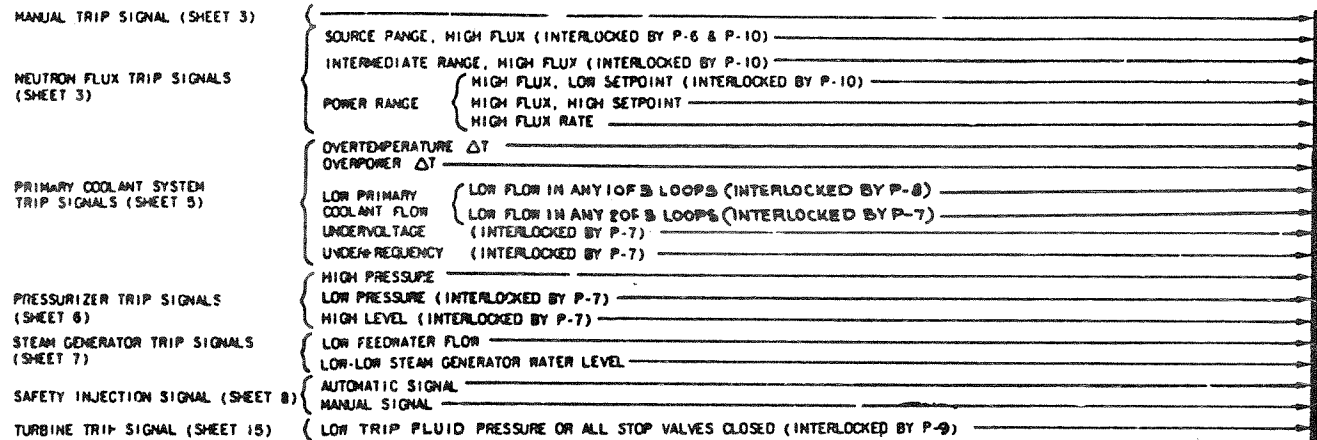 MANUAL TRIP SIGNAL (SHEET 3)
SOURCE RANGE, HIGH FLUX (INTERLOCKED BY P-6 & P-10)
INTERMEDIATE RANGE, HIGH FLUX (INTERLOCKED BY P-10)
NEUTRON FLUX TRIP SIGNALS
(SHEET 3)
POWER RANGE
HIGH FLUX, LOW SETPOINT (INTERLOCKED BY P-10)
HIGH FLUX, HIGH SETPOINT
HIGH FLUX RATE
PRIMARY COOLANT SYSTEM
TRIP SIGNALS (SHEET 5)
OVERTEMPERATURE ΔT
OVERPOWER ΔT
LOW PRIMARY
COOLANT FLOW
LOW FLOW IN ANY 1 OF 3 LOOPS (INTERLOCKED BY P-8)
LOW FLOW IN ANY 2 OF 3 LOOPS (INTERLOCKED BY P-7)
UNDERVOLTAGE (INTERLOCKED BY P-7)
UNDERFREQUENCY (INTERLOCKED BY P-7)
PRESSURIZER TRIP SIGNALS
(SHEET 6)
HIGH PRESSURE
LOW PRESSURE (INTERLOCKED BY P-7)
HIGH LEVEL (INTERLOCKED BY P-7)
STEAM GENERATOR TRIP SIGNALS
(SHEET 7)
LOW FEEDWATER FLOW
LOW-LOW STEAM GENERATOR WATER LEVEL
SAFETY INJECTION SIGNAL (SHEET 8)
AUTOMATIC SIGNAL
MANUAL SIGNAL
TURBINE TRIP SIGNAL (SHEET 15)
LOW TRIP FLUID PRESSURE OR ALL STOP VALVES CLOSED (INTERLOCKED BY P-9)